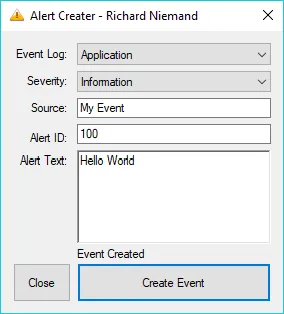 Alert Creater - Richard Niemand
Event Log: Application
Severity: Information
Source: My Event
Alert ID: 100
Alert Text: Hello World
Event Created
Close Create Event